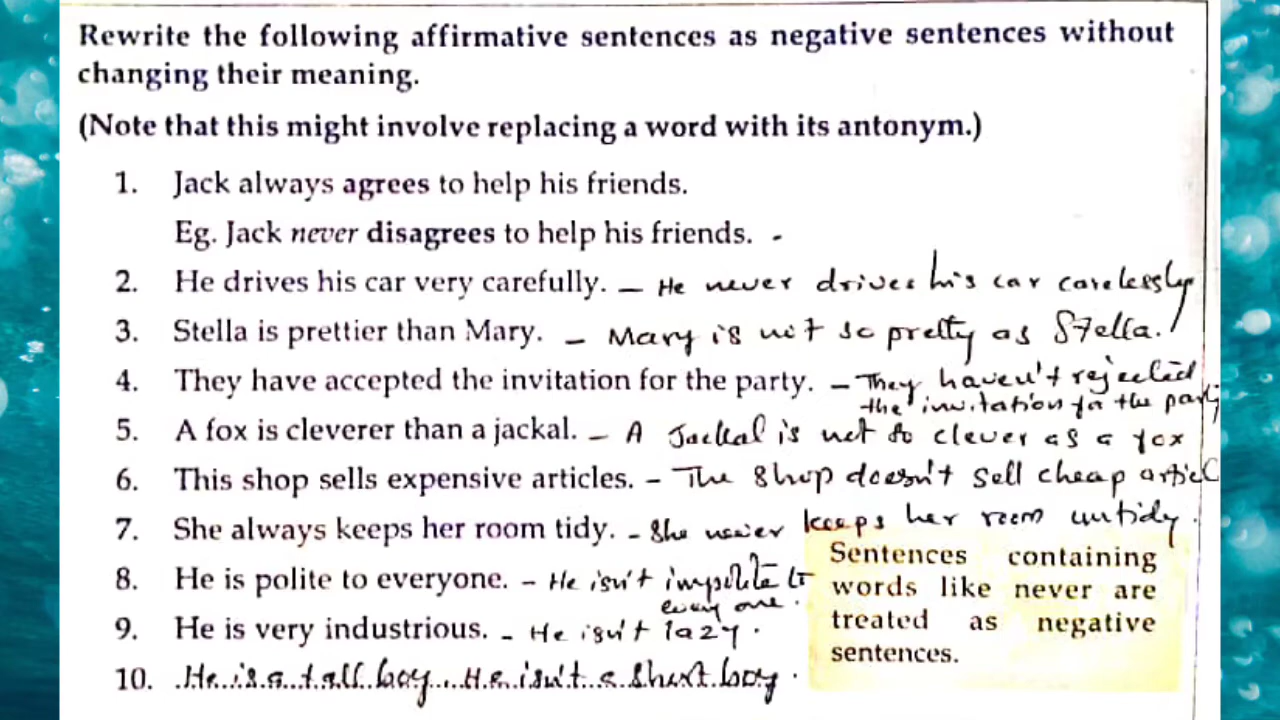 Rewrite the following affirmative sentences as negative sentences without
changing their meaning.
(Note that this might involve replacing a word with its antonym.)
1. Jack always agrees to help his friends.
Eg. Jack never disagrees to help his friends. -
2. He drives his car very carefully. – He never drives his car carelessly
3. Stella is prettier than Mary. – Mary is not so pretty as Stella.
4. They have accepted the invitation for the party. – They haven't rejected
the invitation for the party.
5. A fox is cleverer than a jackal. – A Jackal is not so clever as a fox
6. This shop sells expensive articles. – The shop doesn't sell cheap articl
7. She always keeps her room tidy. – She never keeps her room untidy.
8. He is polite to everyone. – He isn't impolite to
every one.
9. He is very industrious. – He isn't lazy.
10. He is a tall boy... He isn't a short boy.
Sentences containing
words like never are
treated as negative
sentences.